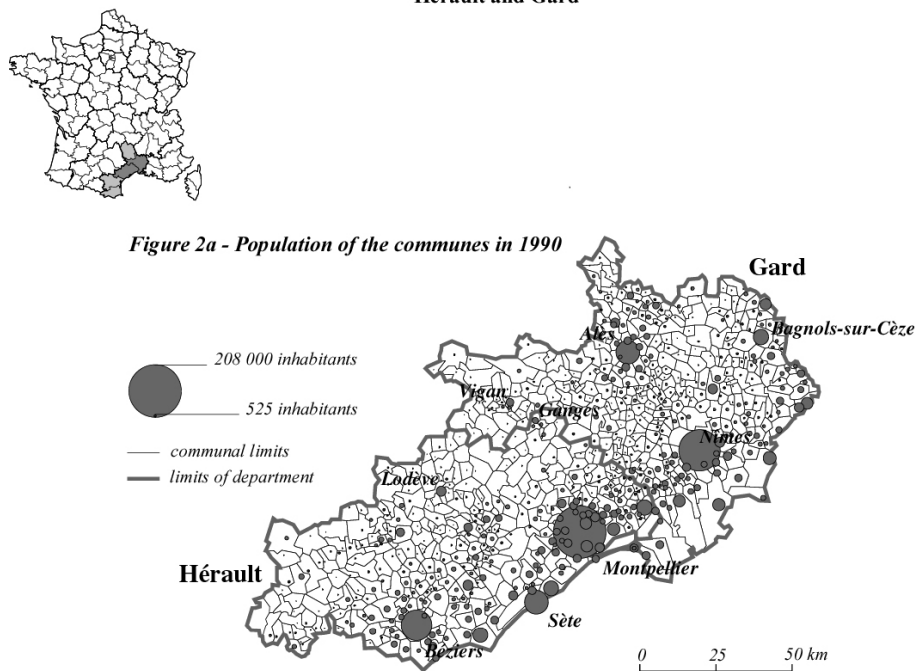 Hérault and Gard
Figure 2a - Population of the communes in 1990
Gard
Bagnols-sur-Cèze
Alès
208 000 inhabitants
525 inhabitants
Vigan
Ganges
Nîmes
communal limits
limits of department
Lodève
Hérault
Montpellier
Sète
Béziers
0 25 50 km